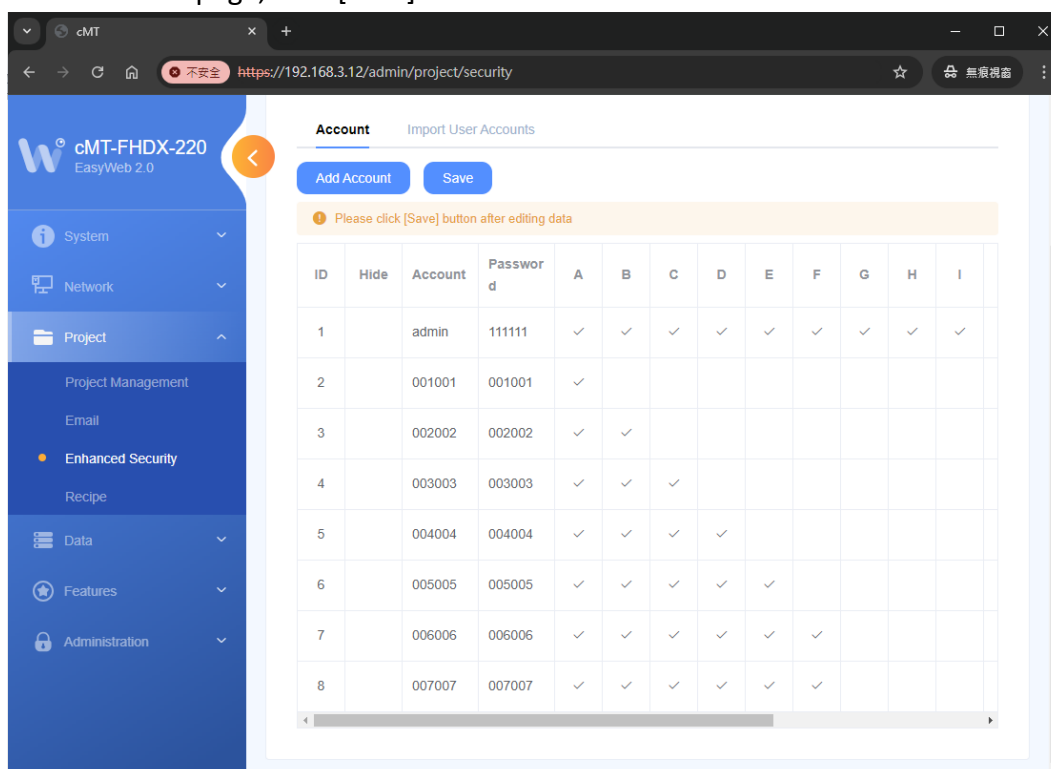 cMT
不安全 https://192.168.3.12/admin/project/security 無痕視窗
cMT-FHDX-220
EasyWeb 2.0
System
Network
Project
Project Management
Email
Enhanced Security
Recipe
Data
Features
Administration
Account Import User Accounts
Add Account Save
Please click [Save] button after editing data
ID Hide Account Password A B C D E F G H I
1 admin 111111 ✓ ✓ ✓ ✓ ✓ ✓ ✓ ✓ ✓
2 001001 001001 ✓
3 002002 002002 ✓ ✓
4 003003 003003 ✓ ✓ ✓
5 004004 004004 ✓ ✓ ✓ ✓
6 005005 005005 ✓ ✓ ✓ ✓ ✓
7 006006 006006 ✓ ✓ ✓ ✓ ✓ ✓
8 007007 007007 ✓ ✓ ✓ ✓ ✓ ✓